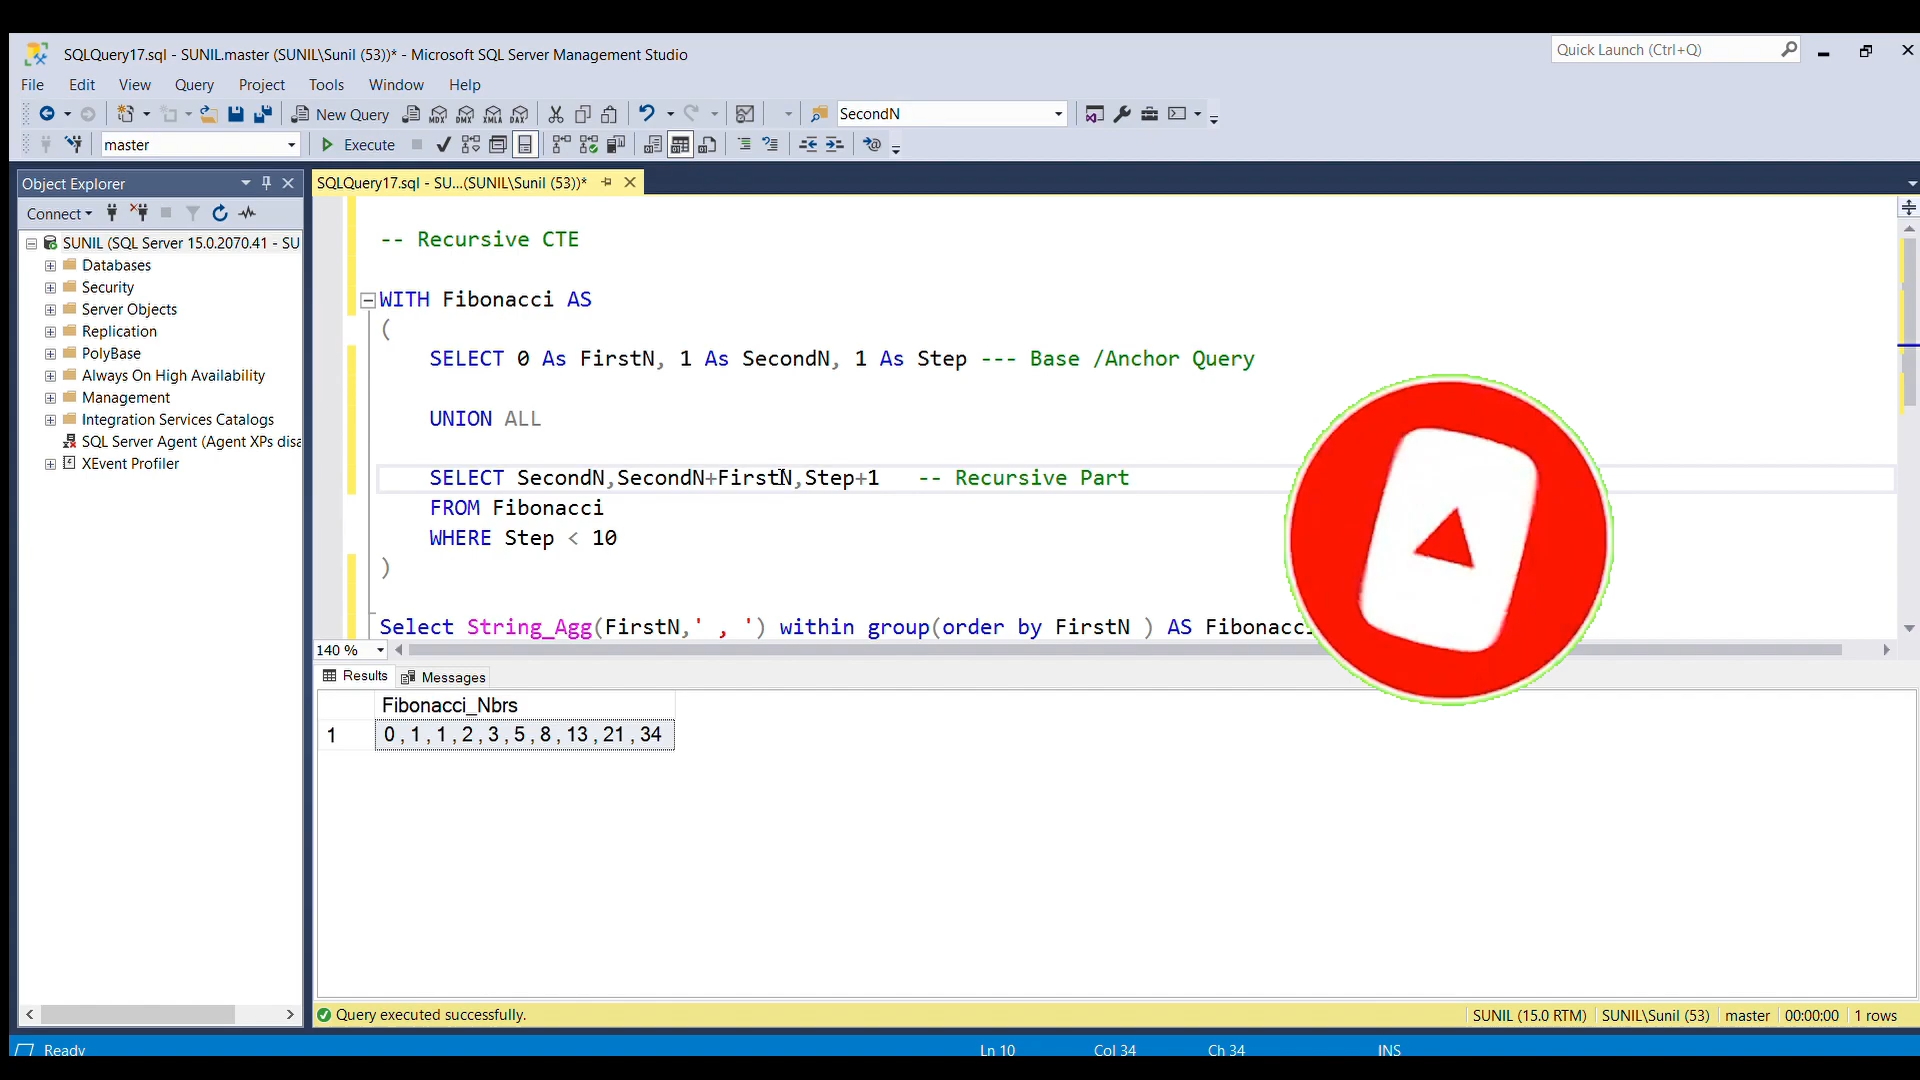 SQLQuery17.sql - SUNIL.master (SUNIL\Sunil (53))* - Microsoft SQL Server Management Studio
Quick Launch (Ctrl+Q)
File Edit View Query Project Tools Window Help
New Query MDX DMX XMLA DAX SecondN
master Execute
Object Explorer
SQLQuery17.sql - SU...(SUNIL\Sunil (53))*
Connect
SUNIL (SQL Server 15.0.2070.41 - SU
Databases
Security
Server Objects
Replication
PolyBase
Always On High Availability
Management
Integration Services Catalogs
SQL Server Agent (Agent XPs disa
XEvent Profiler
-- Recursive CTE
WITH Fibonacci AS
(
SELECT 0 As FirstN, 1 As SecondN, 1 As Step --- Base /Anchor Query
UNION ALL
SELECT SecondN,SecondN+FirstN,Step+1 -- Recursive Part
FROM Fibonacci
WHERE Step < 10
)
Select String_Agg(FirstN,' , ') within group(order by FirstN ) AS Fibonacci
140 %
Results Messages
Fibonacci_Nbrs
1 0 , 1 , 1 , 2 , 3 , 5 , 8 , 13 , 21 , 34
Query executed successfully.
SUNIL (15.0 RTM) SUNIL\Sunil (53) master 00:00:00 1 rows
Ready Ln 10 Col 34 Ch 34 INS